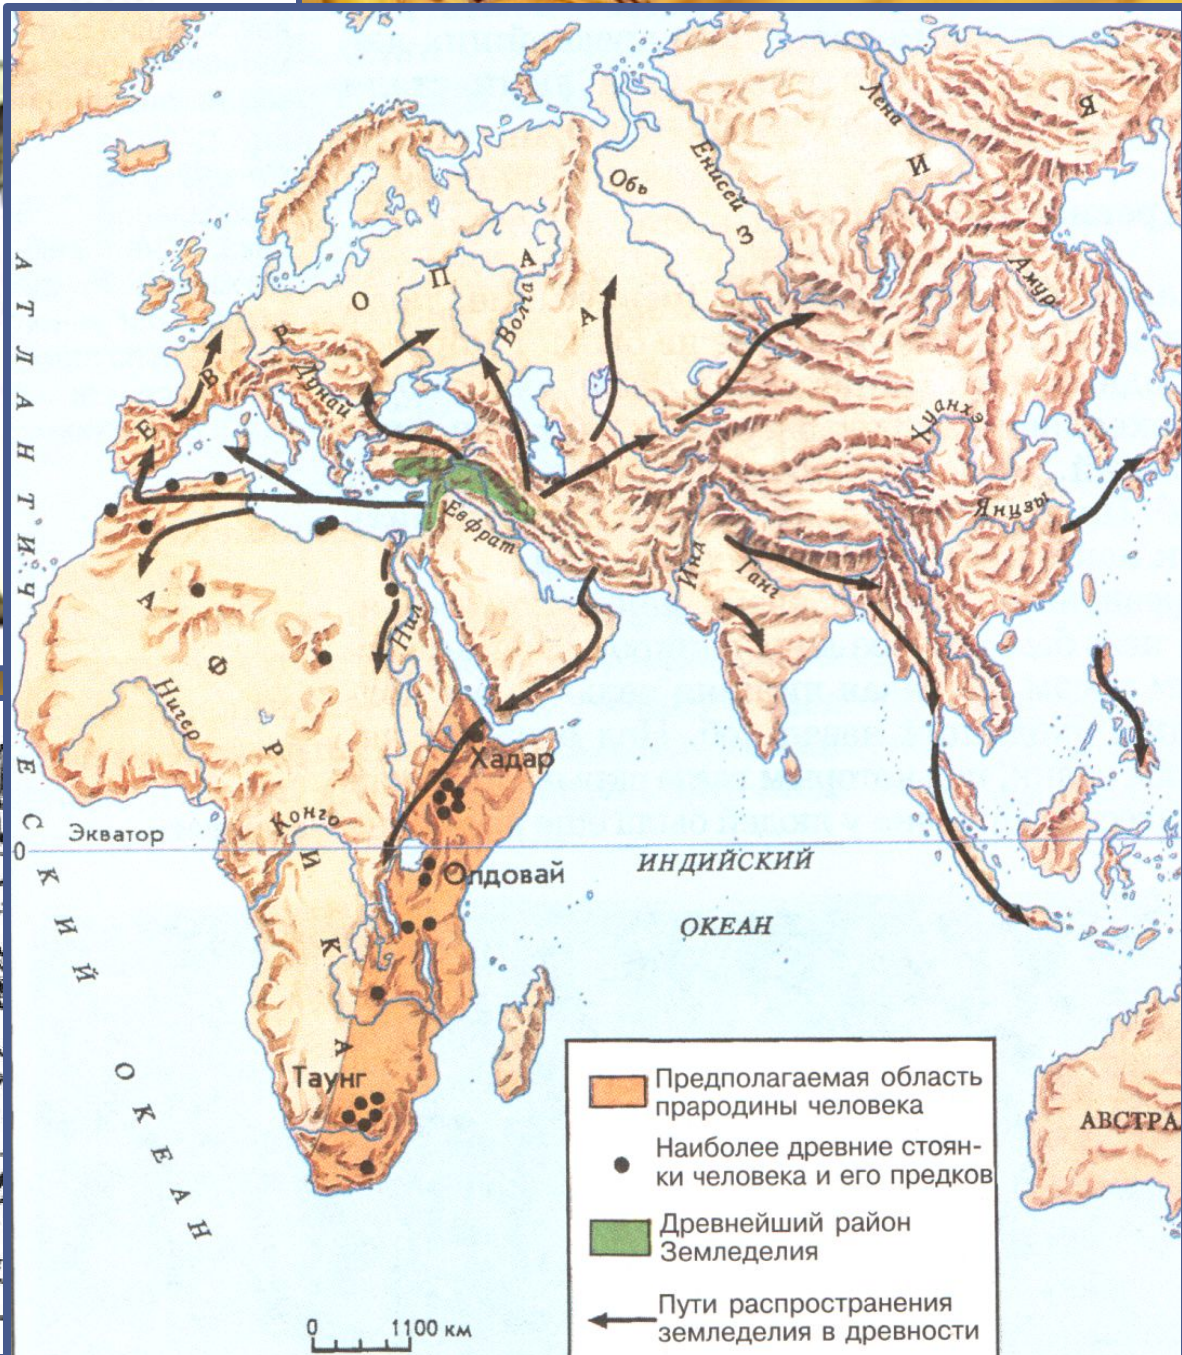 Лена
Я
И
Енисей
Обь
З
А
Амур
ЕВРОПА
Волга
Дунай
Хуанхэ
Янцзы
Евфрат
Инд
Ганг
Нил
Нигер
АФРИКА
Хадар
Конго
Экватор
0
Олдовай
ИНДИЙСКИЙ
ОКЕАН
АТЛАНТИЧЕСКИЙ
ОКЕАН
Таунг
АВСТРА
Предполагаемая область
прародины человека
Наиболее древние стоян-
ки человека и его предков
Древнейший район
Земледелия
Пути распространения
земледелия в древности
0 1100 км